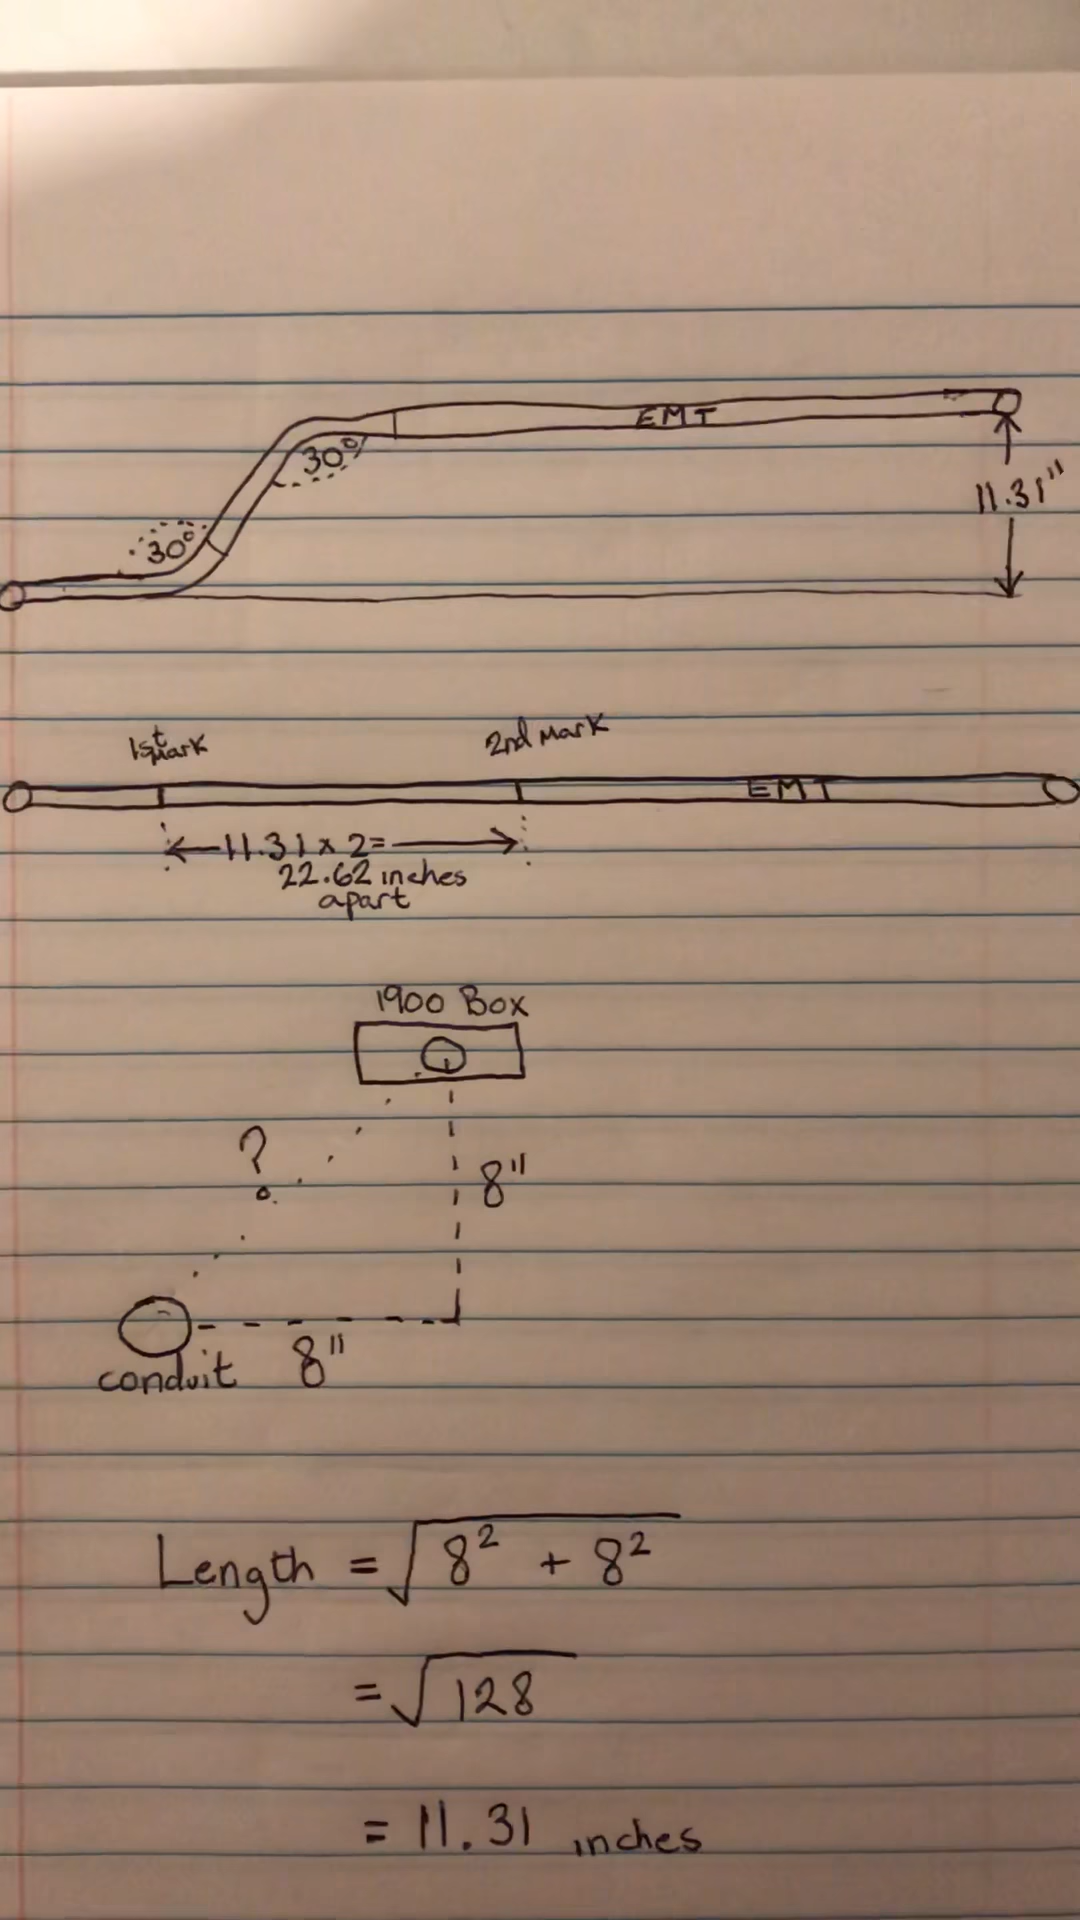 EMT
30°
11.31"
30°
1st mark
2nd mark
EMT
11.31 x 2=
22.62 inches
apart
1900 Box
?
8"
8"
conduit
Length = √8² + 8²
= √128
= 11.31 inches